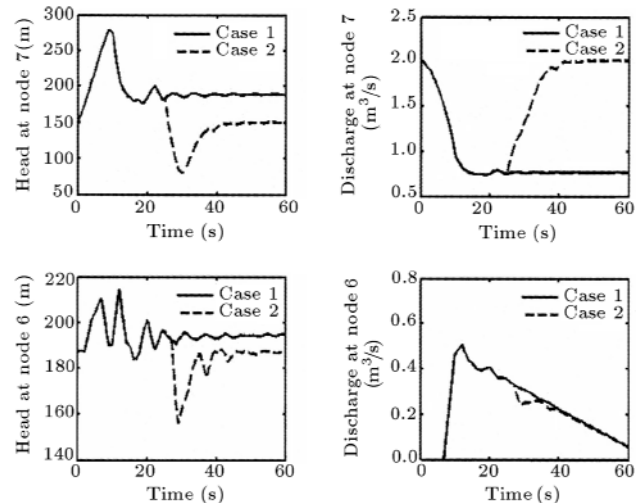 Head at node 7(m)
300
250
200
150
100
50
Case 1
Case 2
0
20
40
60
Time (s)
Discharge at node 7
(m³/s)
2.5
2.0
1.5
1.0
0.5
Case 1
Case 2
0
20
40
60
Time (s)
Head at node 6 (m)
220
200
180
160
140
Case 1
Case 2
0
20
40
60
Time (s)
Discharge at node 6
(m³/s)
0.8
0.6
0.4
0.2
0.0
Case 1
Case 2
0
20
40
60
Time (s)